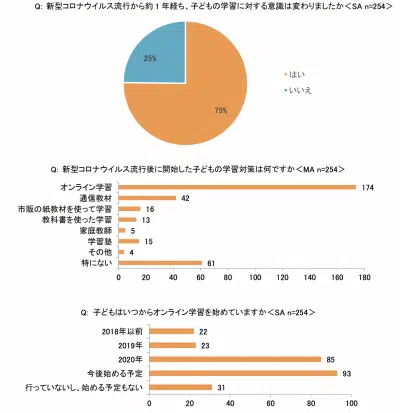 Q: 新型コロナウイルス流行から約1年経ち、子どもの学習に対する意識は変わりましたか＜SA n=254＞
25%
75%
はい
いいえ
Q: 新型コロナウイルス流行後に開始した子どもの学習対策は何ですか＜MA n=254＞
オンライン学習 174
通信教材 42
市販の紙教材を使って学習 16
教科書を使った学習 13
家庭教師 5
学習塾 15
その他 4
特にない 61
0 20 40 60 80 100 120 140 160 180
Q: 子どもはいつからオンライン学習を始めていますか＜SA n=254＞
2018年以前 22
2019年 23
2020年 85
今後始める予定 93
行っていないし、始める予定もない 31
0 20 40 60 80 100